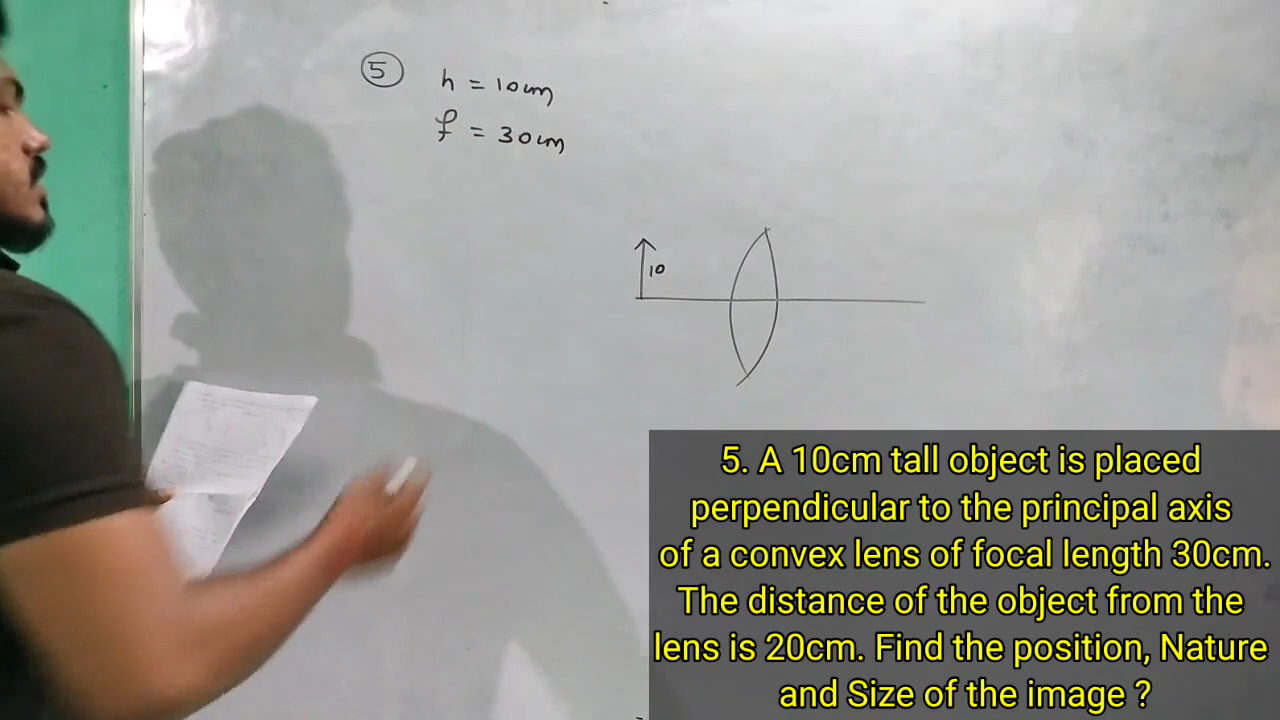 5 h = 10cm
f = 30cm
10
5. A 10cm tall object is placed
perpendicular to the principal axis
of a convex lens of focal length 30cm.
The distance of the object from the
lens is 20cm. Find the position, Nature
and Size of the image ?